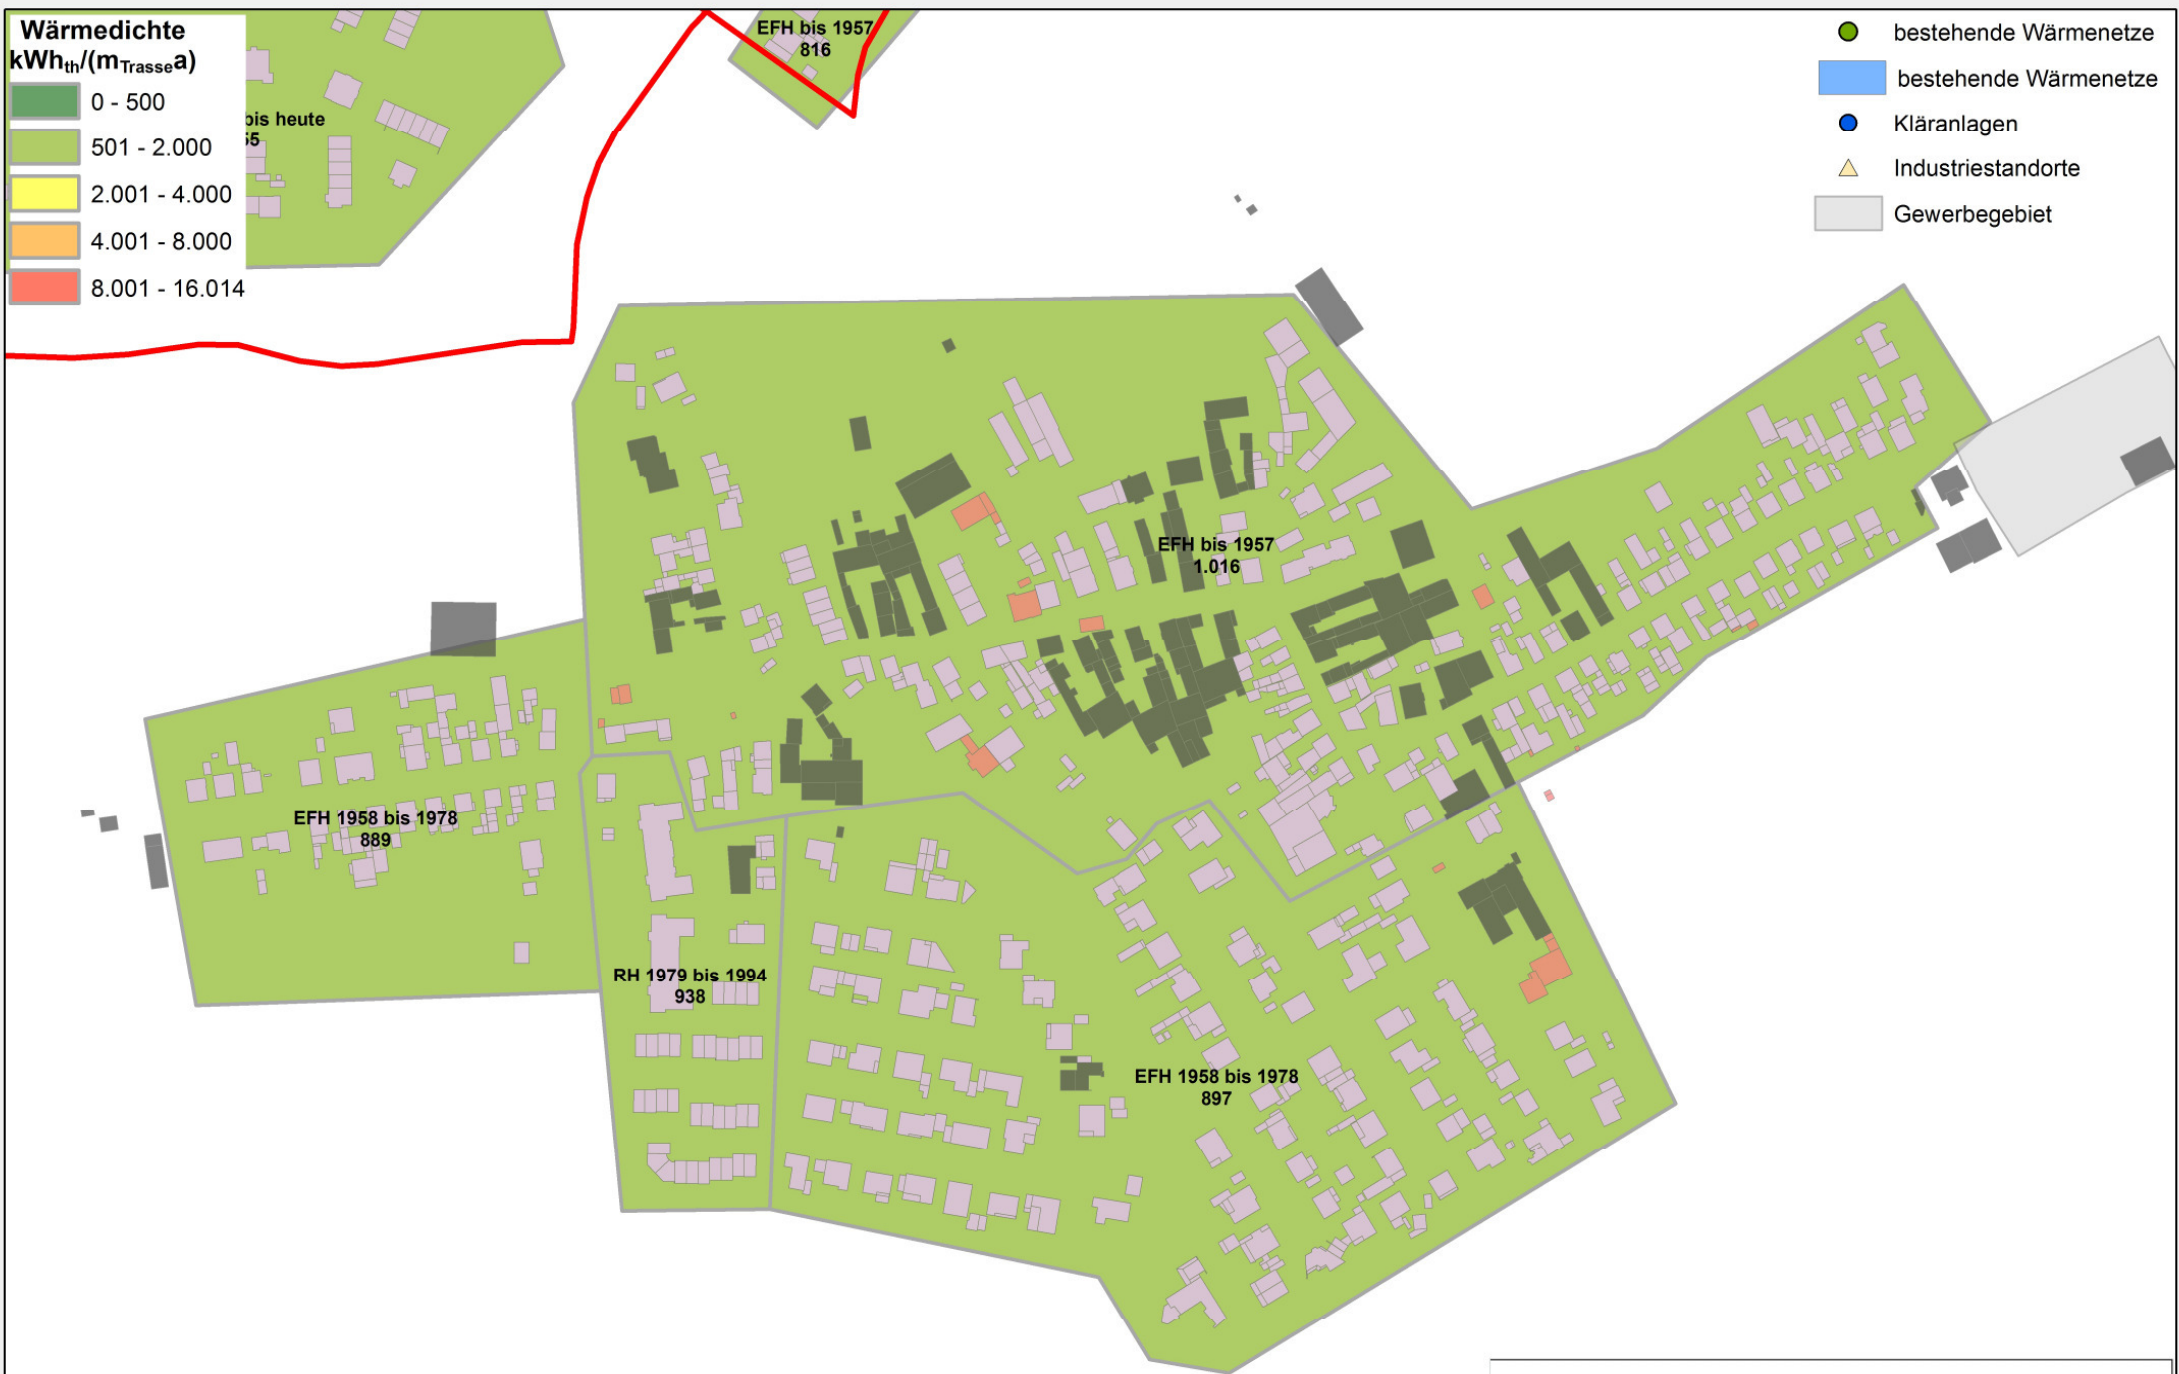 Wärmedichte
kWhth/(mTrassea)
0 - 500
501 - 2.000
2.001 - 4.000
4.001 - 8.000
8.001 - 16.014
bis heute
55
EFH bis 1957
816
bestehende Wärmenetze
bestehende Wärmenetze
Kläranlagen
Industriestandorte
Gewerbegebiet
EFH bis 1957
1.016
EFH 1958 bis 1978
889
RH 1979 bis 1994
938
EFH 1958 bis 1978
897